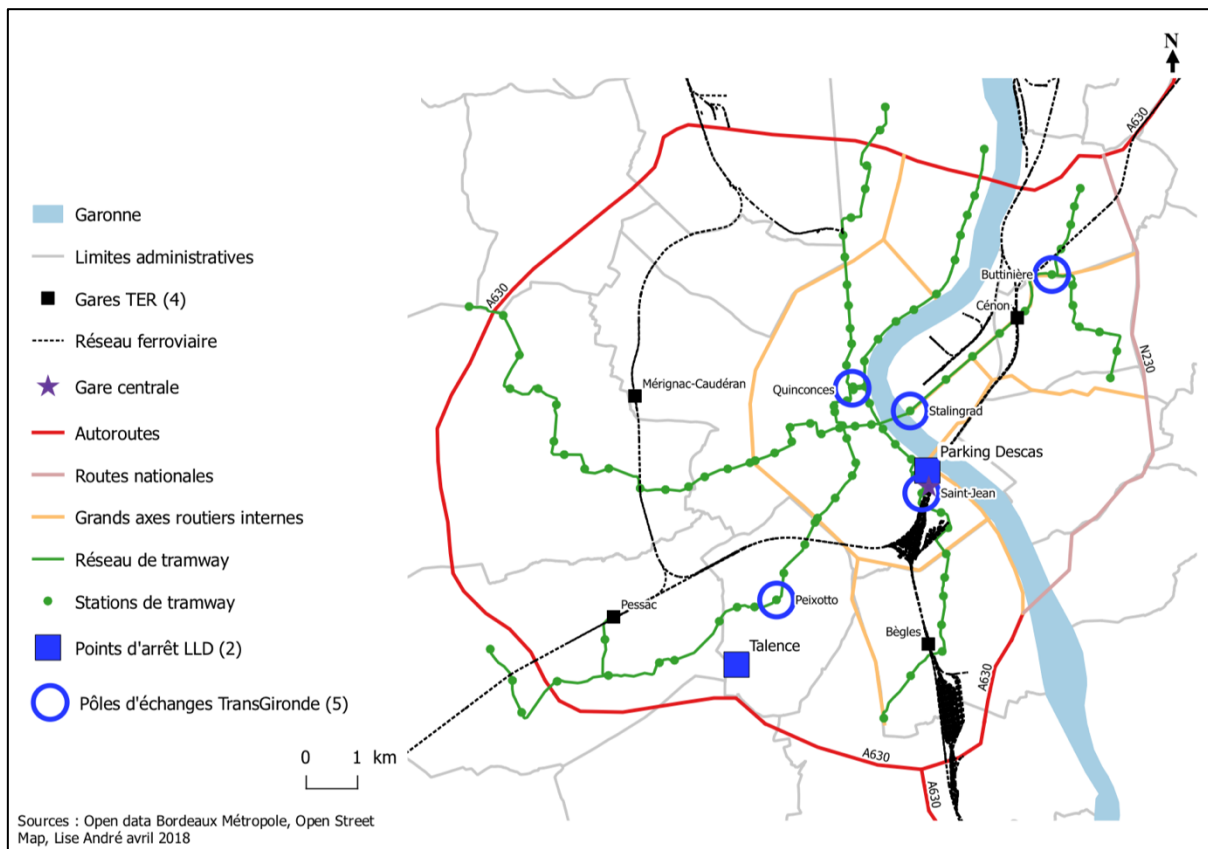 N
Garonne
Limites administratives
Gares TER (4)
Réseau ferroviaire
Gare centrale
Autoroutes
Routes nationales
Grands axes routiers internes
Réseau de tramway
Stations de tramway
Points d'arrêt LLD (2)
Pôles d'échanges TransGironde (5)
0 1 km
Sources : Open data Bordeaux Métropole, Open Street
Map, Lise André avril 2018
A630
A630
Buttinière
Cénon
N230
Mérignac-Caudéran
Quinconces
Stalingrad
Parking Descas
Saint-Jean
Pessac
Peixotto
Bègles
Talence
A630
A630
A630